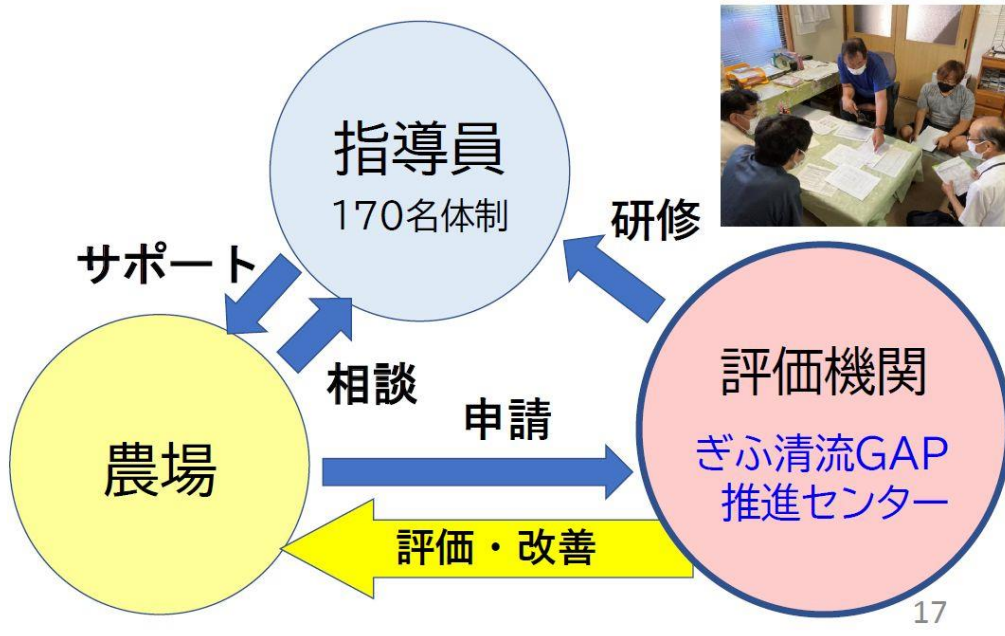 指導員
170名体制
研修
サポート
相談
申請
農場
評価機関
ぎふ清流GAP
推進センター
評価・改善
17